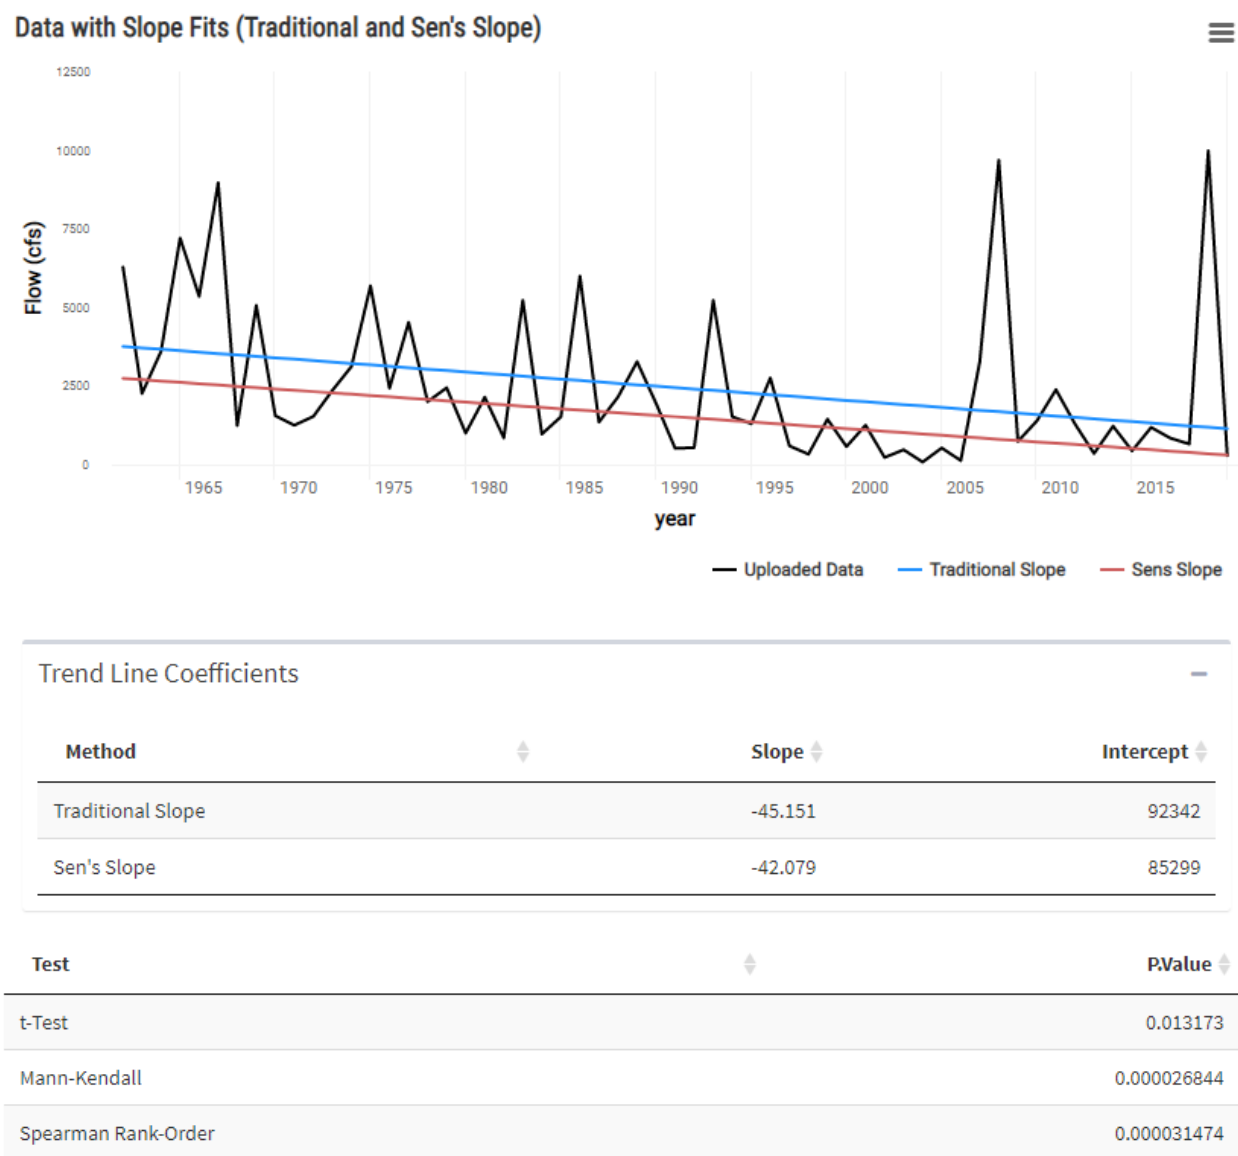 Data with Slope Fits (Traditional and Sen's Slope)
12500
10000
7500
5000
2500
0
Flow (cfs)
1965 1970 1975 1980 1985 1990 1995 2000 2005 2010 2015
year
Uploaded Data Traditional Slope Sens Slope
Trend Line Coefficients
Method Slope Intercept
Traditional Slope -45.151 92342
Sen's Slope -42.079 85299
Test P.Value
t-Test 0.013173
Mann-Kendall 0.000026844
Spearman Rank-Order 0.000031474